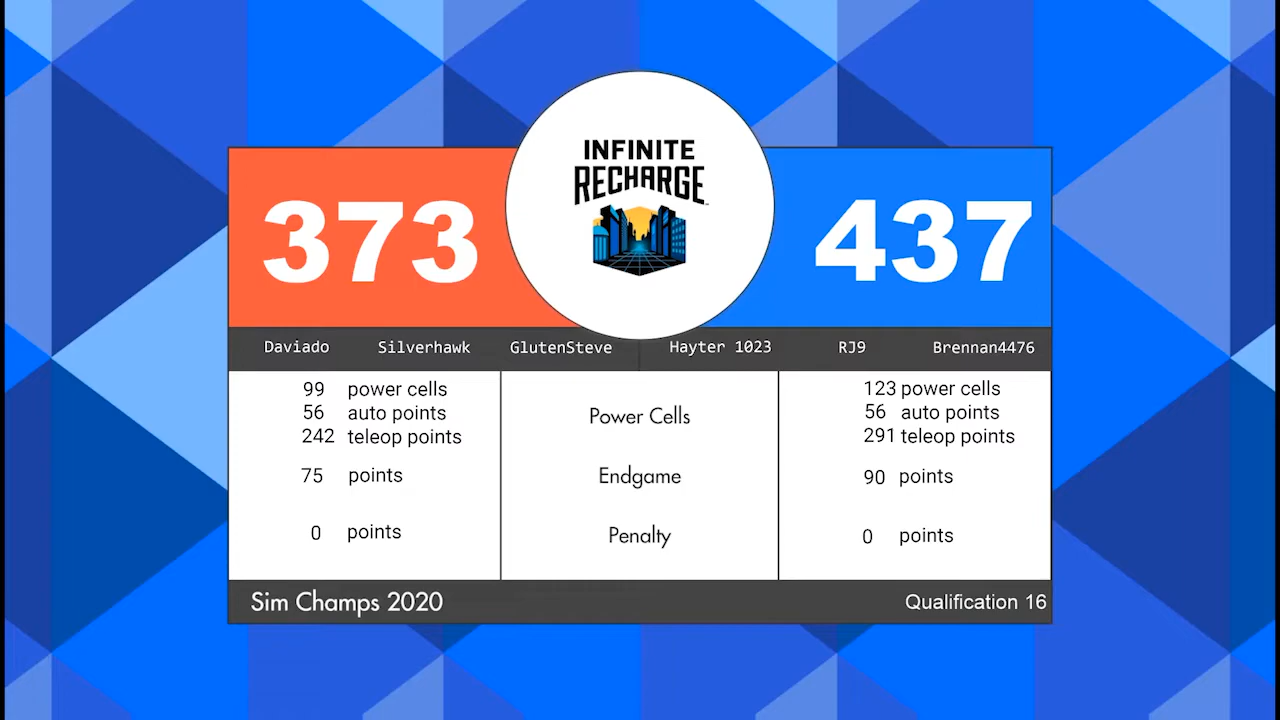 INFINITE
RECHARGE
373
437
Daviado Silverhawk GlutenSteve Hayter 1023 RJ9 Brennan4476
99 power cells
56 auto points
242 teleop points
Power Cells
123 power cells
56 auto points
291 teleop points
75 points Endgame 90 points
0 points Penalty 0 points
Sim Champs 2020 Qualification 16